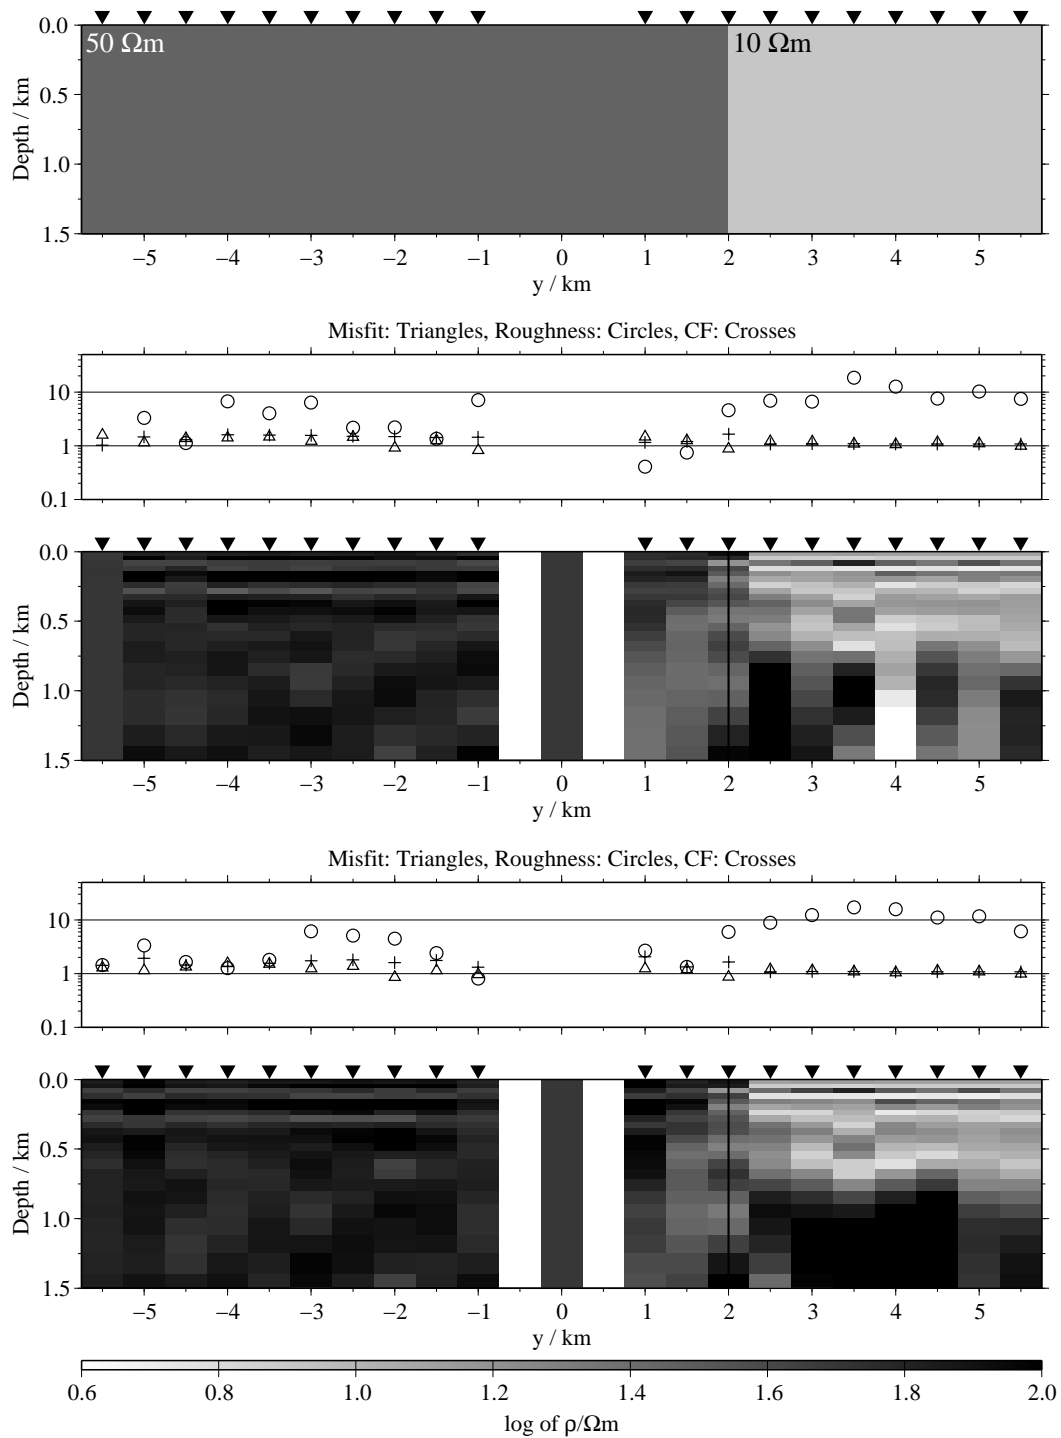 50 Ωm 10 Ωm
0.0
0.5
1.0
1.5
Depth / km
−5 −4 −3 −2 −1 0 1 2 3 4 5
y / km
Misfit: Triangles, Roughness: Circles, CF: Crosses
10
1
0.1
0.0
0.5
1.0
1.5
Depth / km
−5 −4 −3 −2 −1 0 1 2 3 4 5
y / km
Misfit: Triangles, Roughness: Circles, CF: Crosses
10
1
0.1
0.0
0.5
1.0
1.5
Depth / km
−5 −4 −3 −2 −1 0 1 2 3 4 5
y / km
0.6 0.8 1.0 1.2 1.4 1.6 1.8 2.0
log of ρ/Ωm